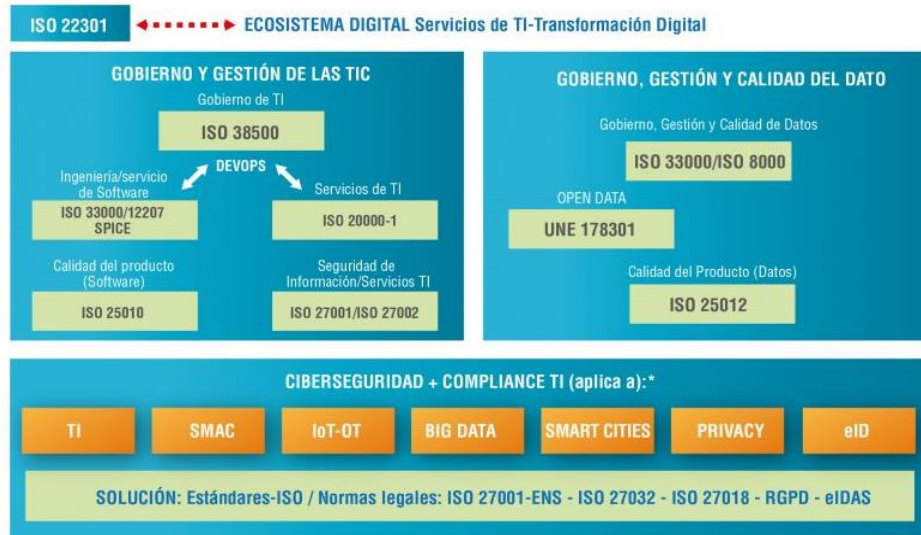 ISO 22301
ECOSISTEMA DIGITAL Servicios de TI-Transformación Digital
GOBIERNO Y GESTIÓN DE LAS TIC
Gobierno de TI
ISO 38500
DEVOPS
Ingeniería/servicio
de Software
ISO 33000/12207
SPICE
Servicios de TI
ISO 20000-1
Calidad del producto
(Software)
ISO 25010
Seguridad de
Información/Servicios TI
ISO 27001/ISO 27002
GOBIERNO, GESTIÓN Y CALIDAD DEL DATO
Gobierno, Gestión y Calidad de Datos
ISO 33000/ISO 8000
OPEN DATA
UNE 178301
Calidad del Producto (Datos)
ISO 25012
CIBERSEGURIDAD + COMPLIANCE TI (aplica a):*
TI
SMAC
IoT-OT
BIG DATA
SMART CITIES
PRIVACY
eID
SOLUCIÓN: Estándares-ISO / Normas legales: ISO 27001-ENS - ISO 27032 - ISO 27018 - RGPD - eIDAS